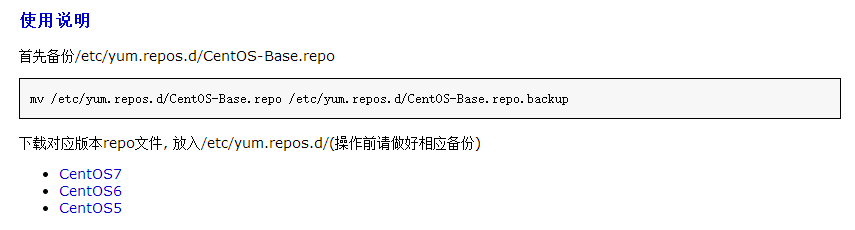 使用说明
首先备份/etc/yum.repos.d/CentOS-Base.repo
mv /etc/yum.repos.d/CentOS-Base.repo /etc/yum.repos.d/CentOS-Base.repo.backup
下载对应版本repo文件, 放入/etc/yum.repos.d/(操作前请做好相应备份)
CentOS7
CentOS6
CentOS5